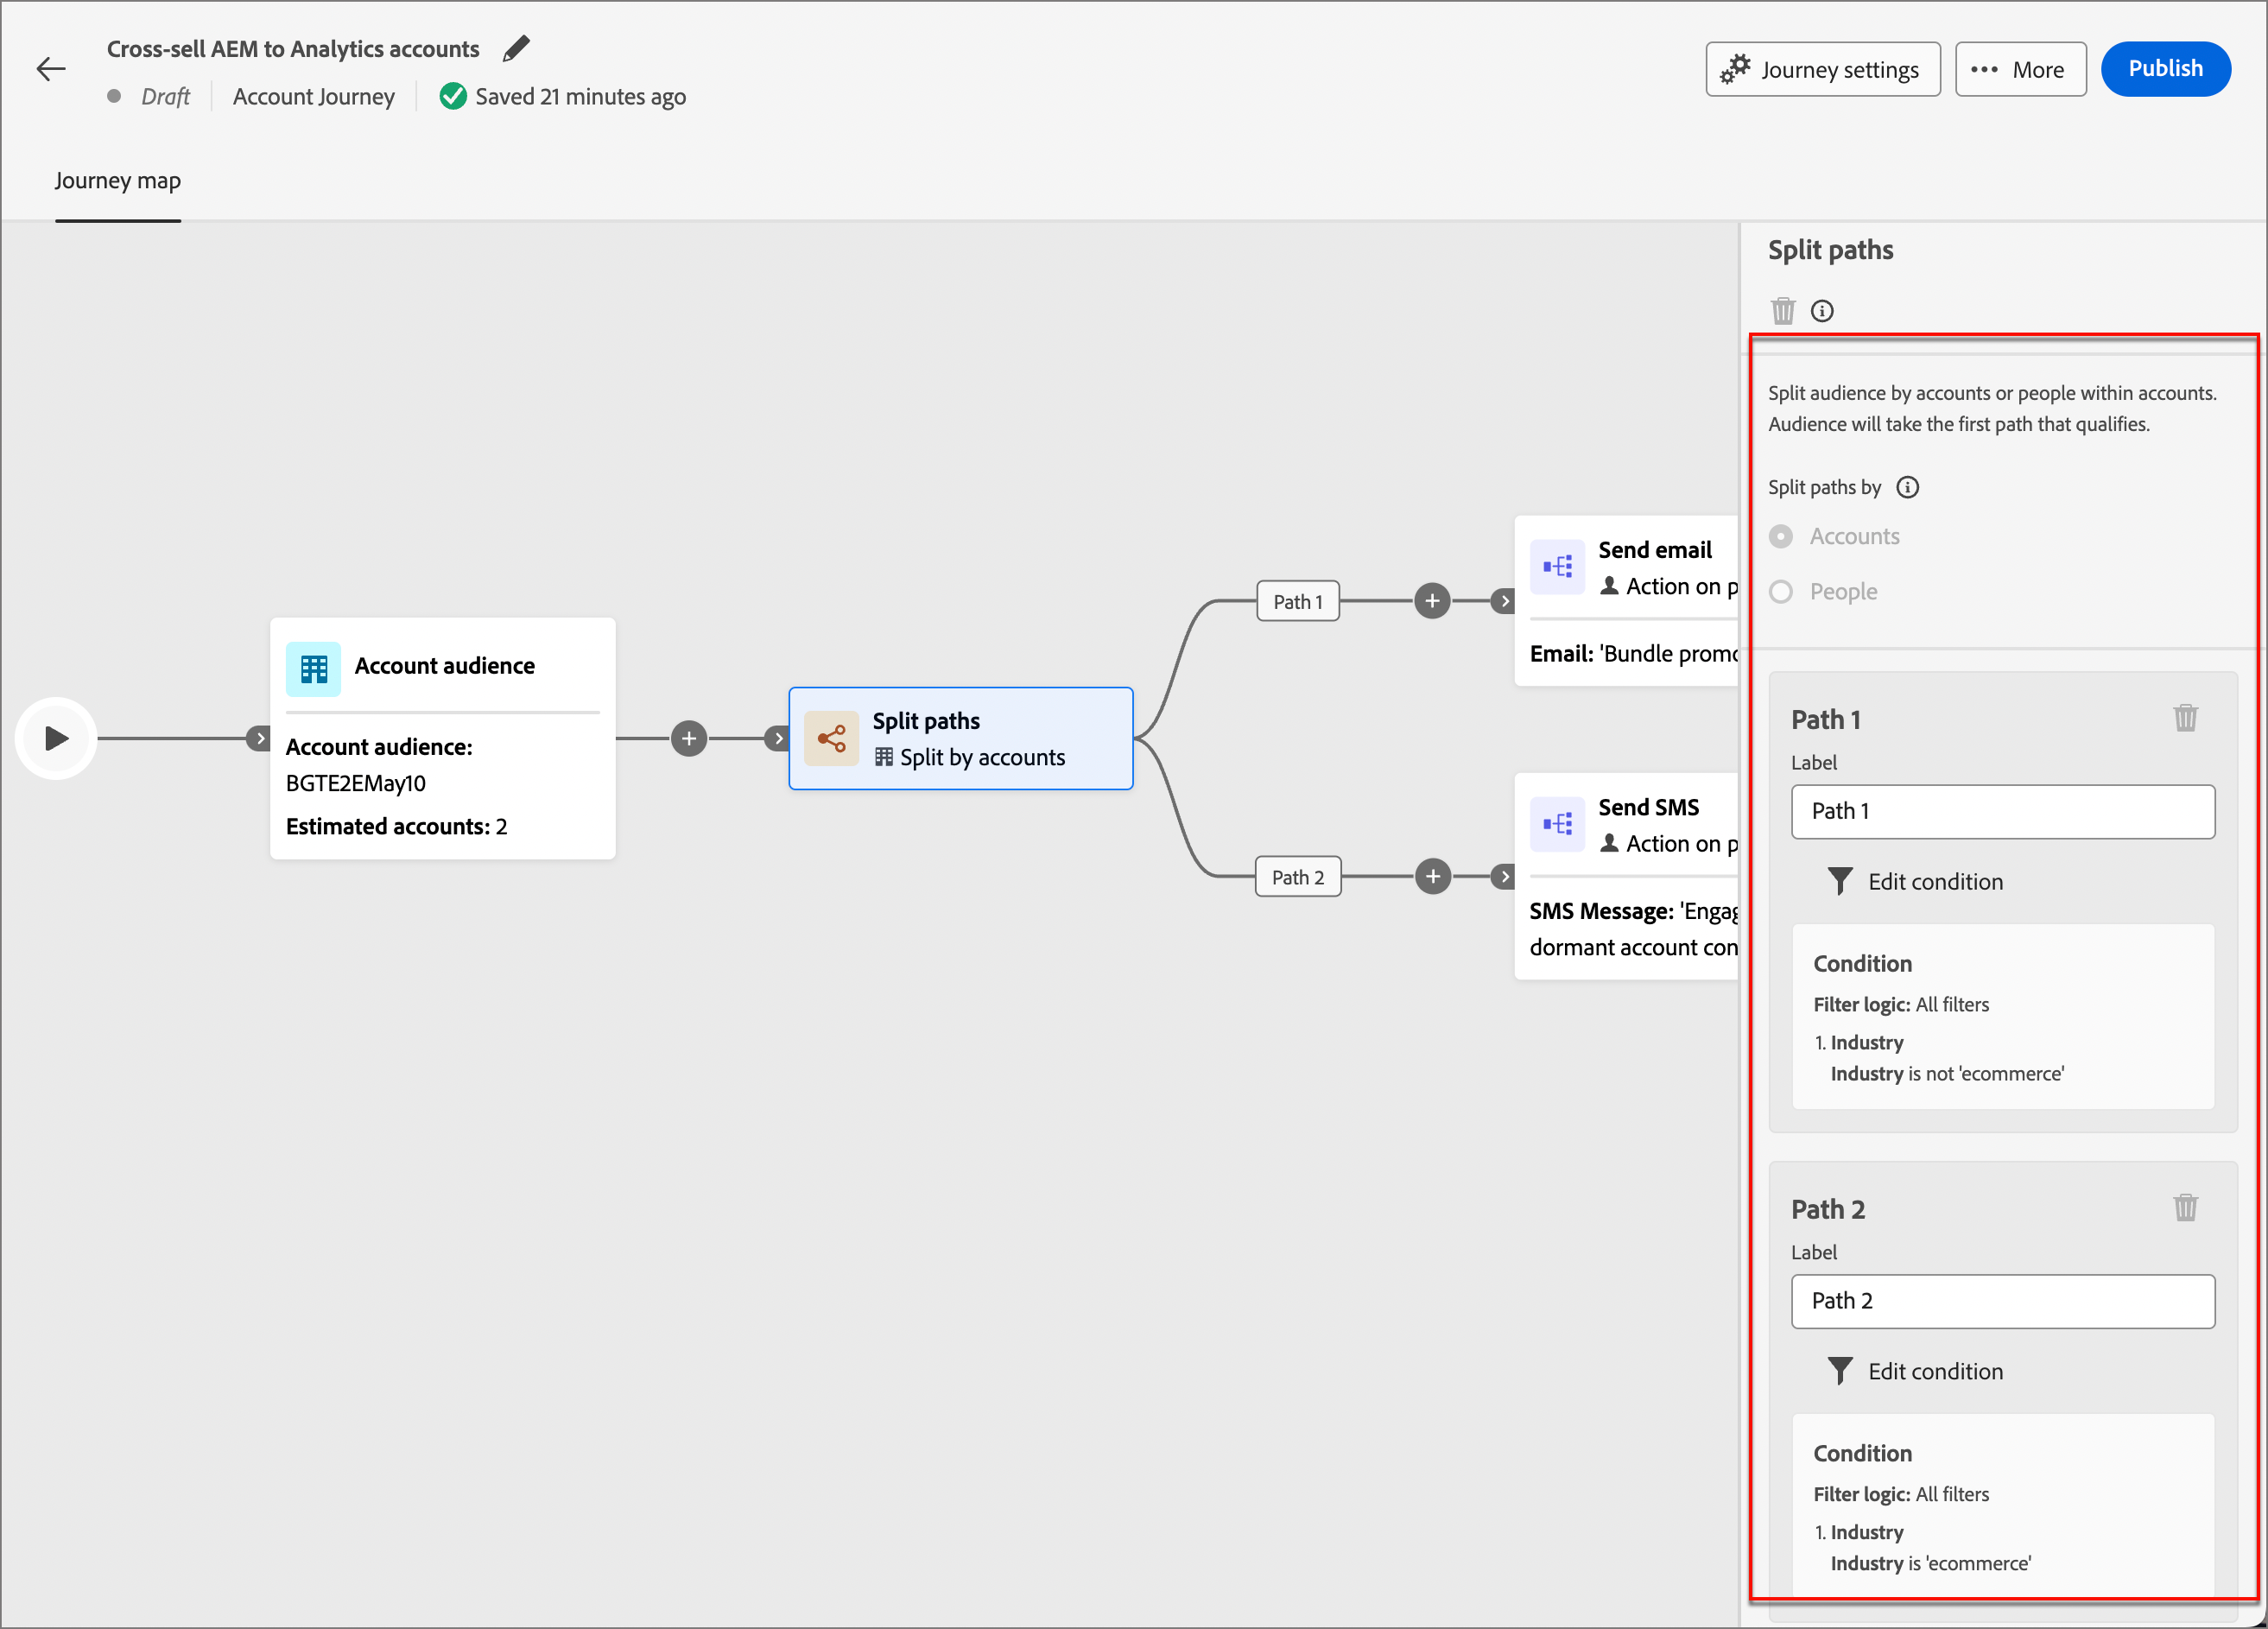 Cross-sell AEM to Analytics accounts
Draft
Account Journey
Saved 21 minutes ago
Journey settings
More
Publish
Journey map
Account audience
Account audience:
BGTE2EMay10
Estimated accounts: 2
Split paths
Split by accounts
Path 1
Path 2
Send email
Action on p
Email: 'Bundle promo
Send SMS
Action on p
SMS Message: 'Engag
dormant account con
Split paths
Split audience by accounts or people within accounts.
Audience will take the first path that qualifies.
Split paths by
Accounts
People
Path 1
Label
Path 1
Edit condition
Condition
Filter logic: All filters
1. Industry
Industry is not 'ecommerce'
Path 2
Label
Path 2
Edit condition
Condition
Filter logic: All filters
1. Industry
Industry is 'ecommerce'